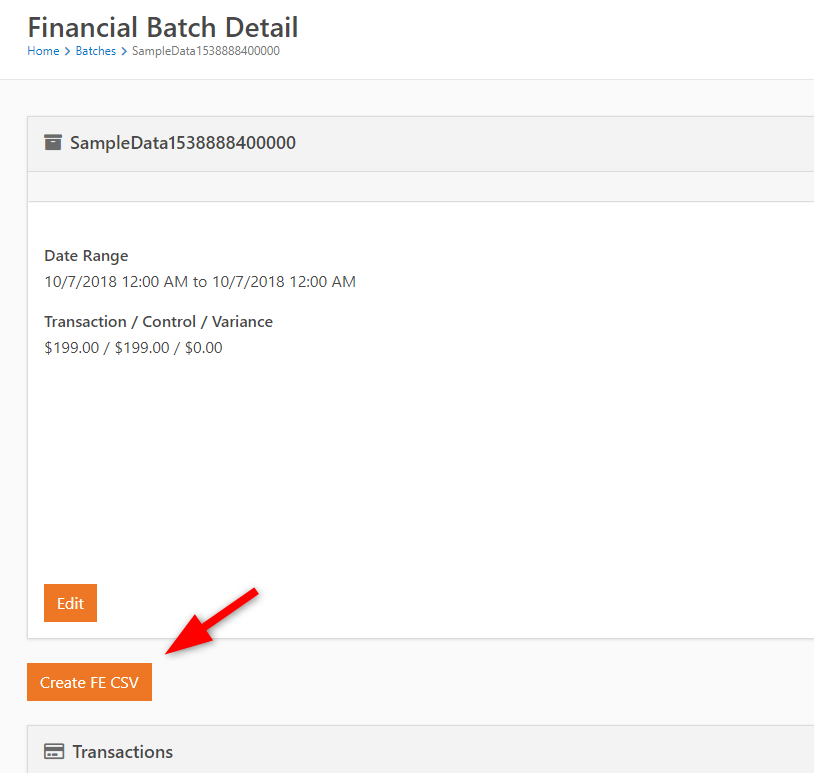 Financial Batch Detail
Home > Batches > SampleData1538888400000
SampleData1538888400000
Date Range
10/7/2018 12:00 AM to 10/7/2018 12:00 AM
Transaction / Control / Variance
$199.00 / $199.00 / $0.00
Edit
Create FE CSV
Transactions